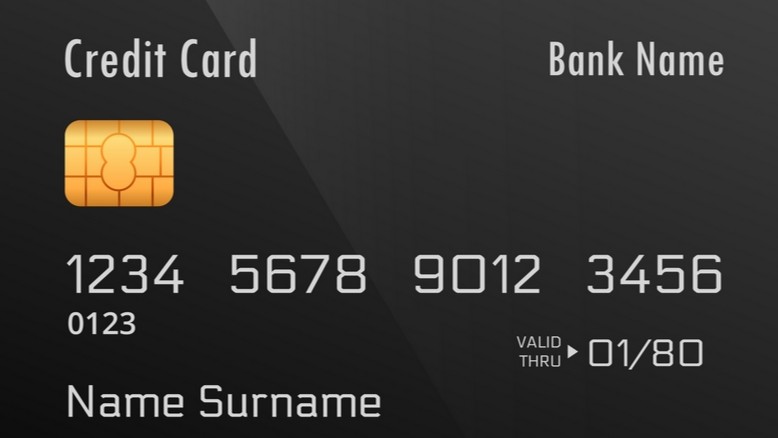 Credit Card Bank Name
1234 5678 9012 3456
0123
VALID
THRU 01/80
Name Surname